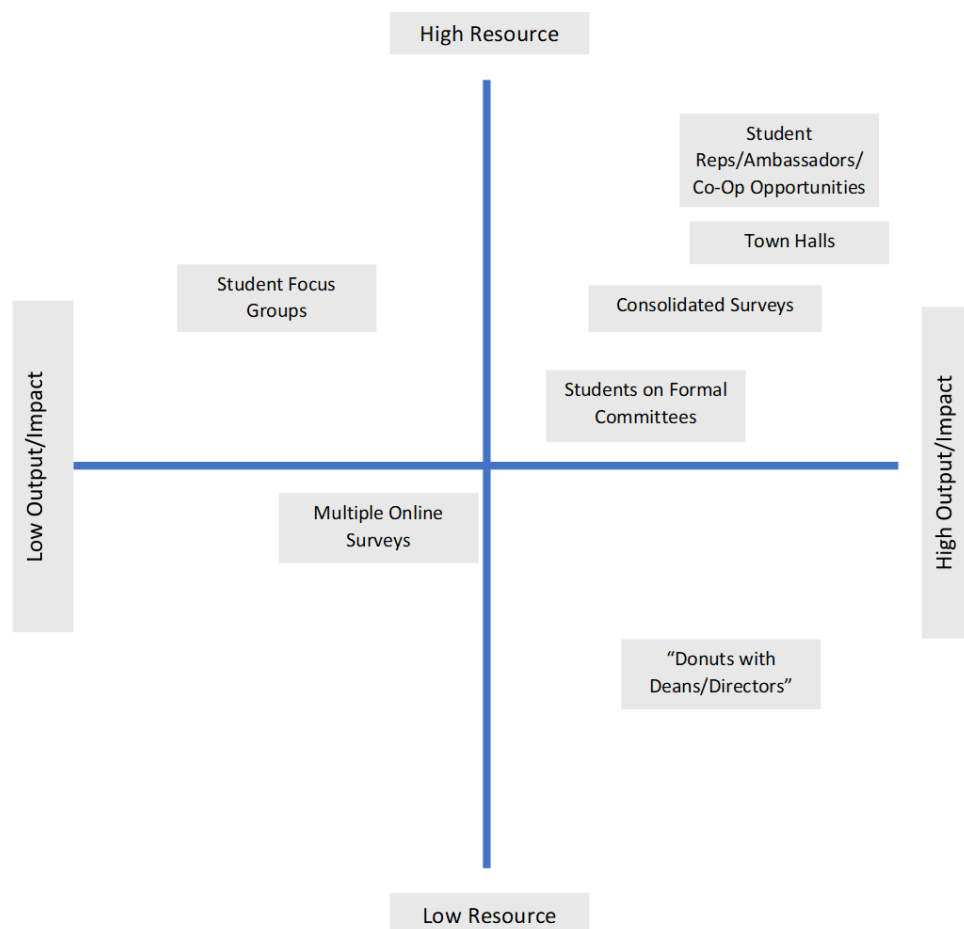 High Resource
Student
Reps/Ambassadors/
Co-Op Opportunities
Town Halls
Student Focus
Groups
Consolidated Surveys
Students on Formal
Committees
Low Output/Impact
High Output/Impact
Multiple Online
Surveys
“Donuts with
Deans/Directors”
Low Resource